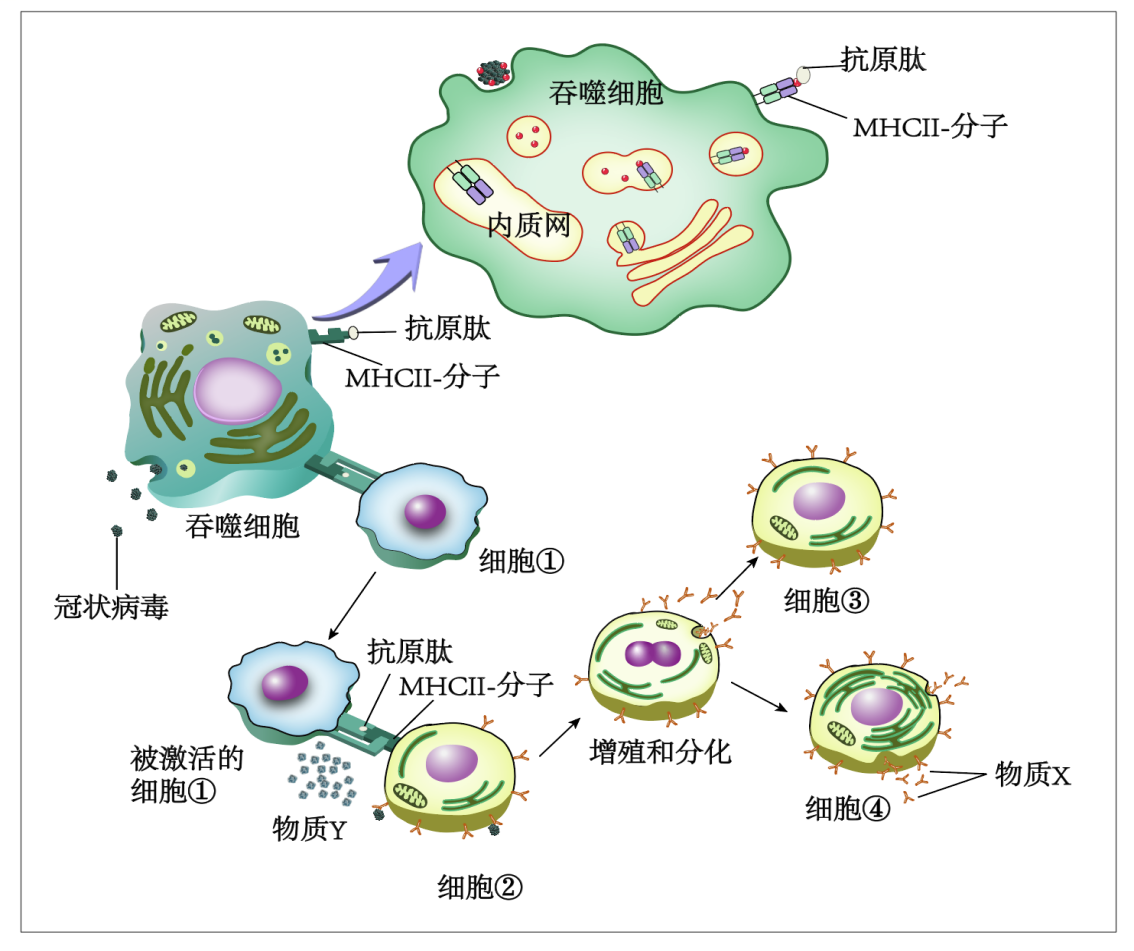 抗原肽
吞噬细胞
MHCII-分子
内质网
抗原肽
MHCII-分子
吞噬细胞
细胞①
冠状病毒
细胞③
抗原肽
MHCII-分子
被激活的
细胞①
增殖和分化
物质X
细胞④
物质Y
细胞②